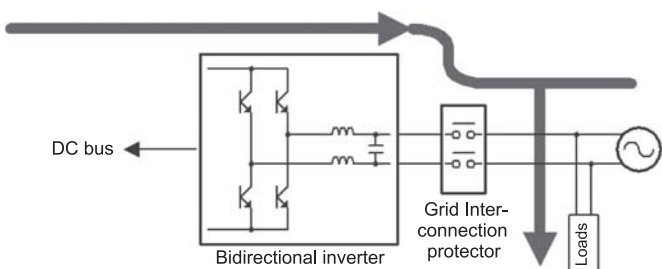 DC bus
Bidirectional inverter
Grid Inter-
connection
protector
Loads